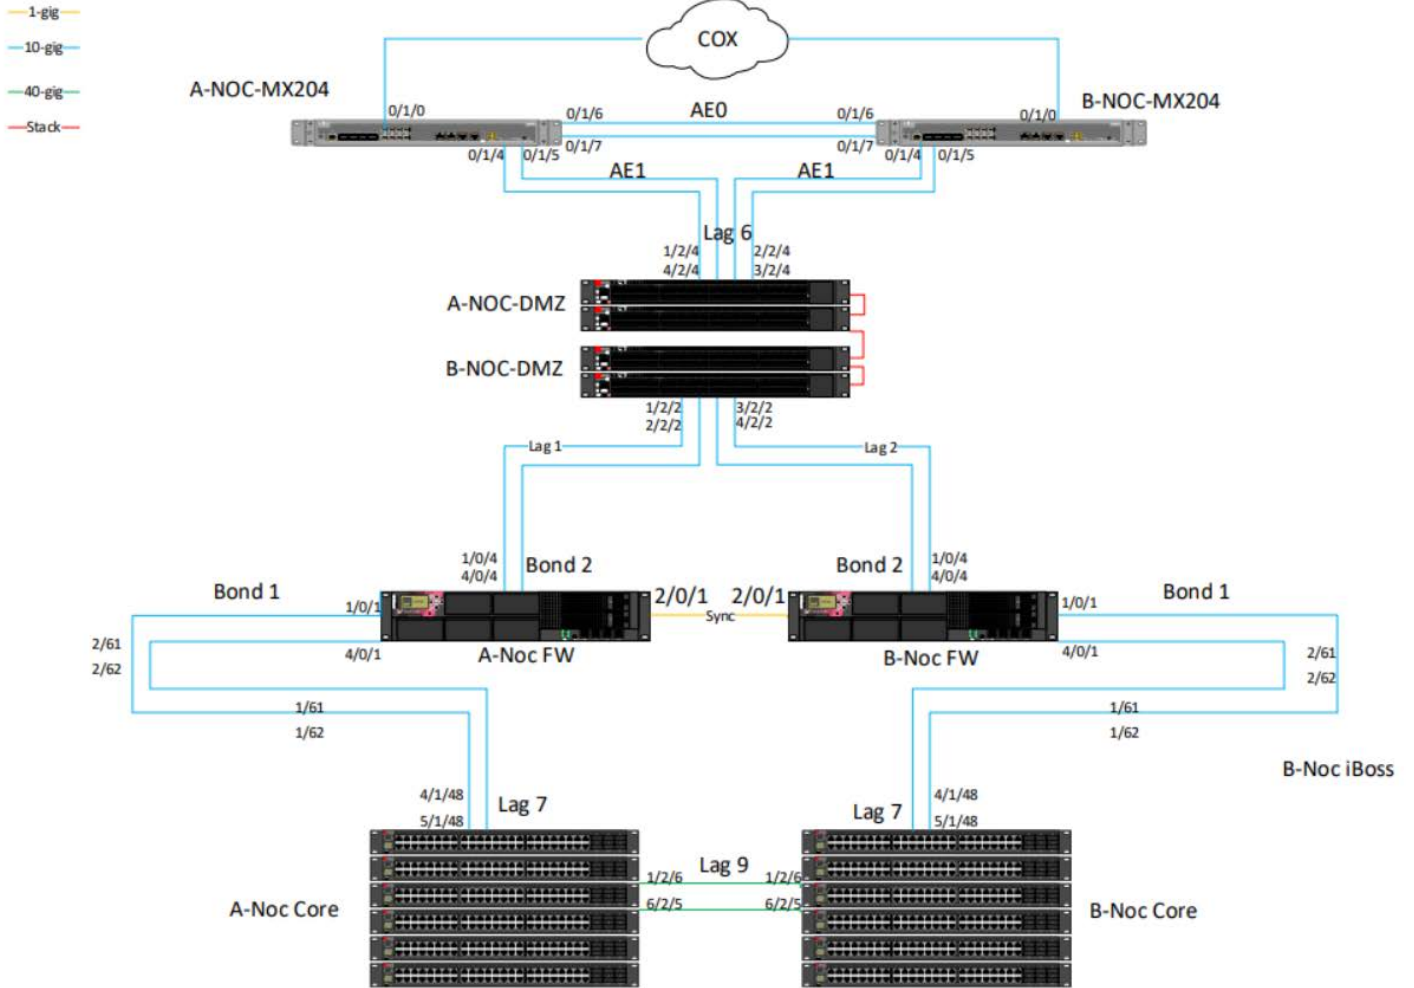 1-gig
10-gig
40-gig
Stack
COX
A-NOC-MX204
B-NOC-MX204
0/1/0
0/1/0
0/1/6
AE0
0/1/6
0/1/7
0/1/7
0/1/4
0/1/5
0/1/4
0/1/5
AE1
AE1
Lag 6
1/2/4
2/2/4
4/2/4
3/2/4
A-NOC-DMZ
B-NOC-DMZ
1/2/2
3/2/2
2/2/2
4/2/2
Lag 1
Lag 2
1/0/4
Bond 2
Bond 2
1/0/4
4/0/4
4/0/4
Bond 1
Bond 1
1/0/1
2/0/1
2/0/1
1/0/1
Sync
2/61
4/0/1
A-Noc FW
B-Noc FW
4/0/1
2/61
2/62
2/62
1/61
1/61
1/62
1/62
B-Noc iBoss
4/1/48
Lag 7
Lag 7
4/1/48
5/1/48
5/1/48
Lag 9
1/2/6
1/2/6
A-Noc Core
6/2/5
6/2/5
B-Noc Core